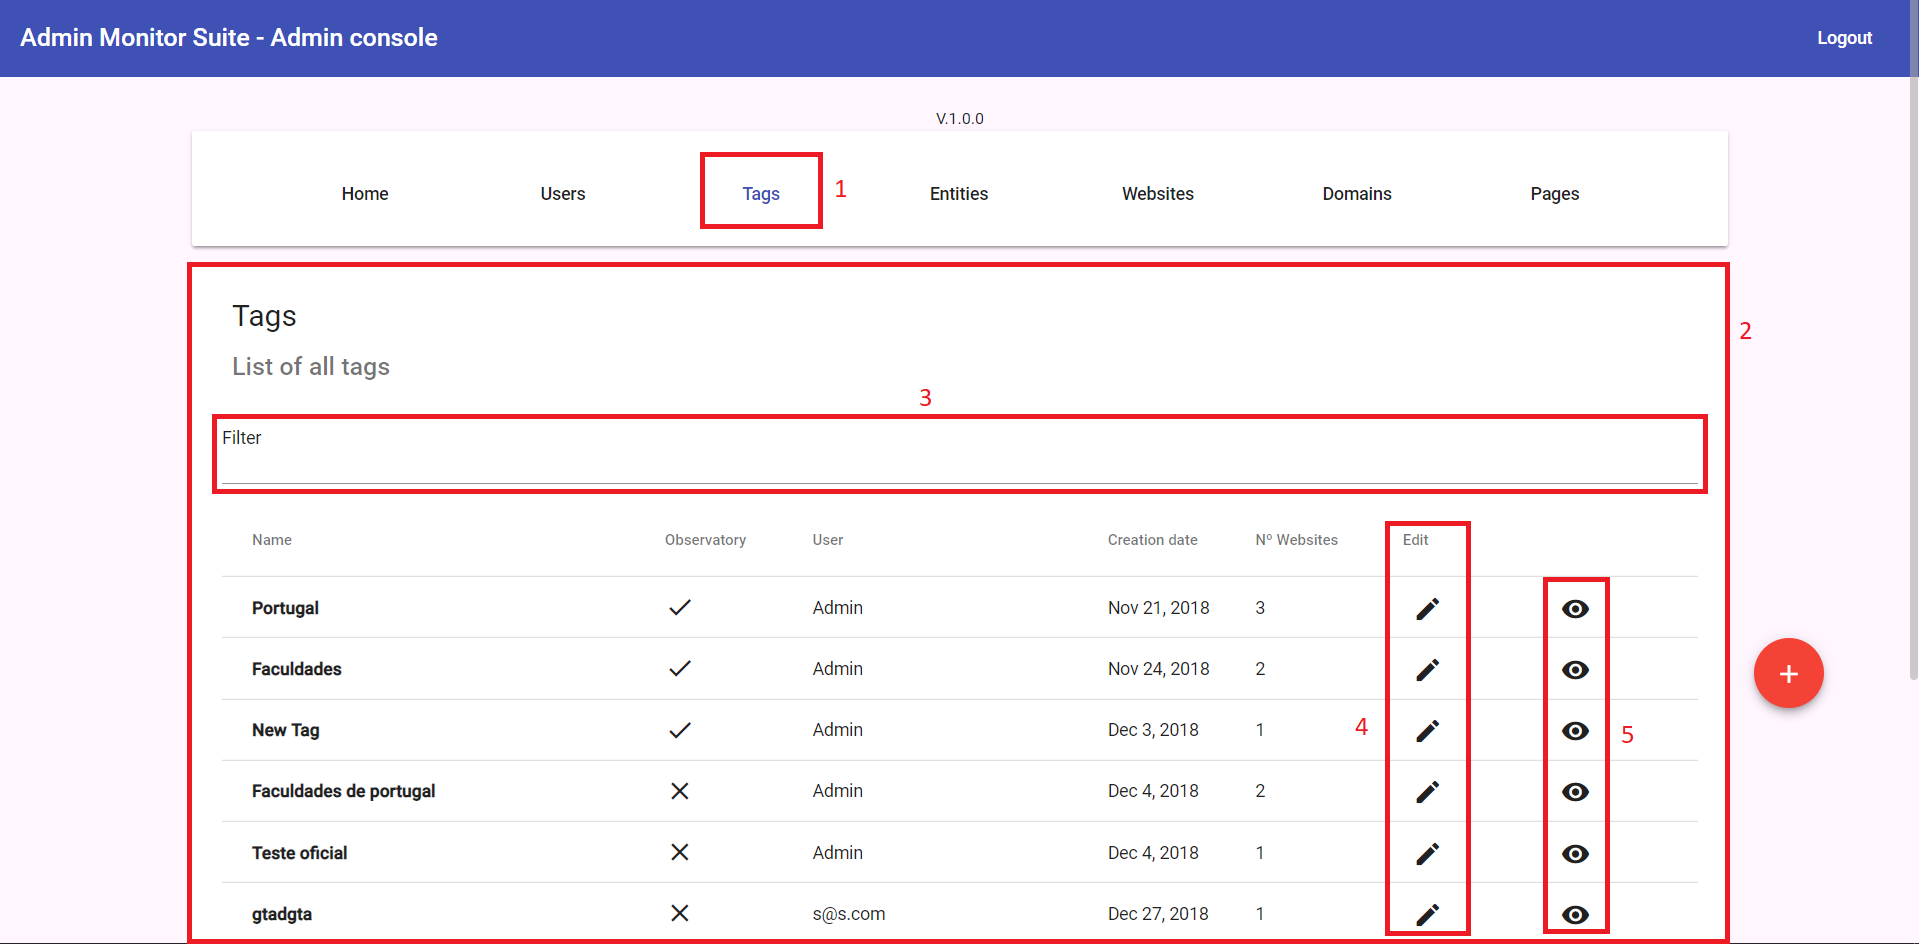 Admin Monitor Suite - Admin console Logout
V.1.0.0
Home Users Tags 1 Entities Websites Domains Pages
Tags
2
List of all tags
3
Filter
Name Observatory User Creation date Nº Websites Edit
Portugal Admin Nov 21, 2018 3
Faculdades Admin Nov 24, 2018 2
New Tag Admin Dec 3, 2018 1 4 5
Faculdades de portugal Admin Dec 4, 2018 2
Teste oficial Admin Dec 4, 2018 1
gtadgta s@s.com Dec 27, 2018 1